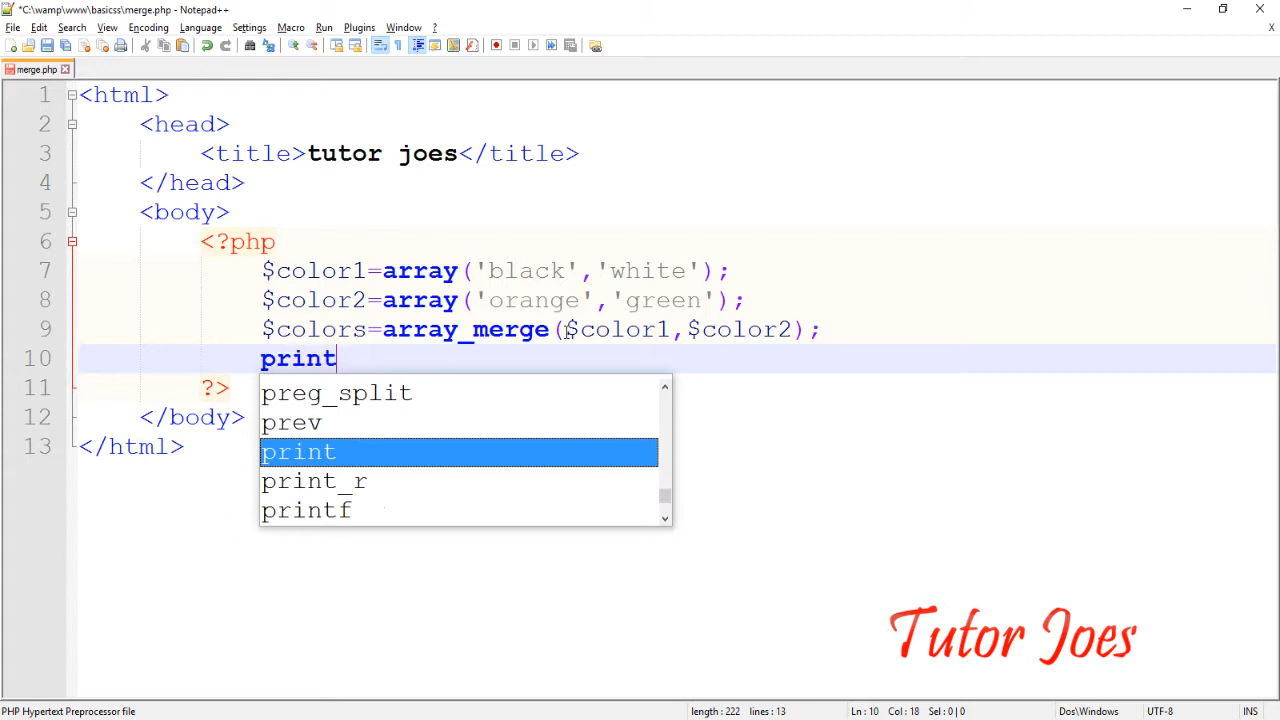 *C:\wamp\www\basicss\merge.php - Notepad++
File Edit Search View Encoding Language Settings Macro Run Plugins Window ?
X
merge.php
1 <html>
2 <head>
3 <title>tutor joes</title>
4 </head>
5 <body>
6 <?php
7 $color1=array('black','white');
8 $color2=array('orange','green');
9 $colors=array_merge($color1,$color2);
10 print
11 ?>
12 </body>
13 </html>
preg_split
prev
print
print_r
printf
Tutor Joes
PHP Hypertext Preprocessor file length : 222 lines : 13 Ln : 10 Col : 18 Sel : 0 | 0 Dos\Windows UTF-8 INS